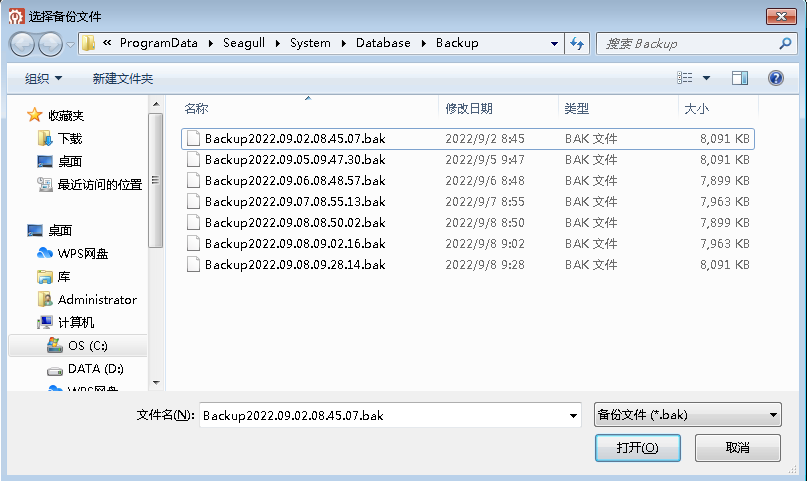 选择备份文件
« ProgramData Seagull System Database Backup 搜索 Backup
组织 新建文件夹
收藏夹
下载
桌面
最近访问的位置
桌面
WPS网盘
库
Administrator
计算机
OS (C:)
DATA (D:)
WPS网盘
名称 修改日期 类型 大小
Backup2022.09.02.08.45.07.bak 2022/9/2 8:45 BAK 文件 8,091 KB
Backup2022.09.05.09.47.30.bak 2022/9/5 9:47 BAK 文件 8,091 KB
Backup2022.09.06.08.48.57.bak 2022/9/6 8:48 BAK 文件 7,899 KB
Backup2022.09.07.08.55.13.bak 2022/9/7 8:55 BAK 文件 7,963 KB
Backup2022.09.08.08.50.02.bak 2022/9/8 8:50 BAK 文件 7,899 KB
Backup2022.09.08.09.02.16.bak 2022/9/8 9:02 BAK 文件 7,963 KB
Backup2022.09.08.09.28.14.bak 2022/9/8 9:28 BAK 文件 8,091 KB
文件名(N): Backup2022.09.02.08.45.07.bak 备份文件 (*.bak)
打开(O) 取消